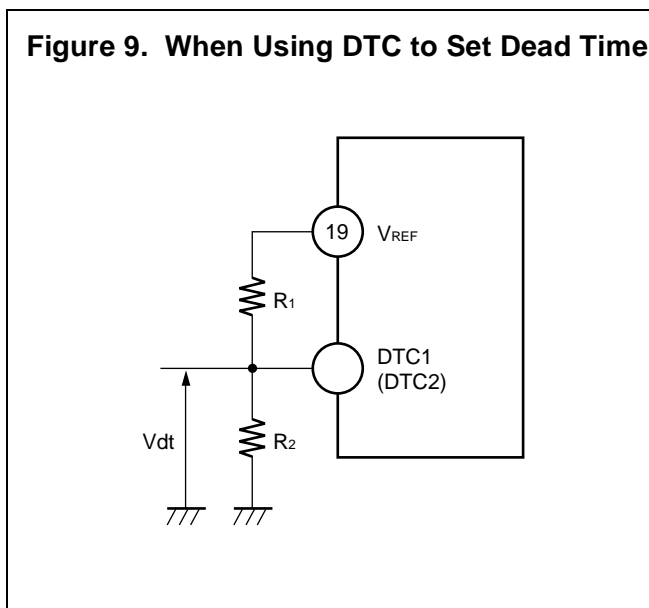 Figure 9. When Using DTC to Set Dead Time
19 VREF
R1
DTC1
(DTC2)
Vdt
R2